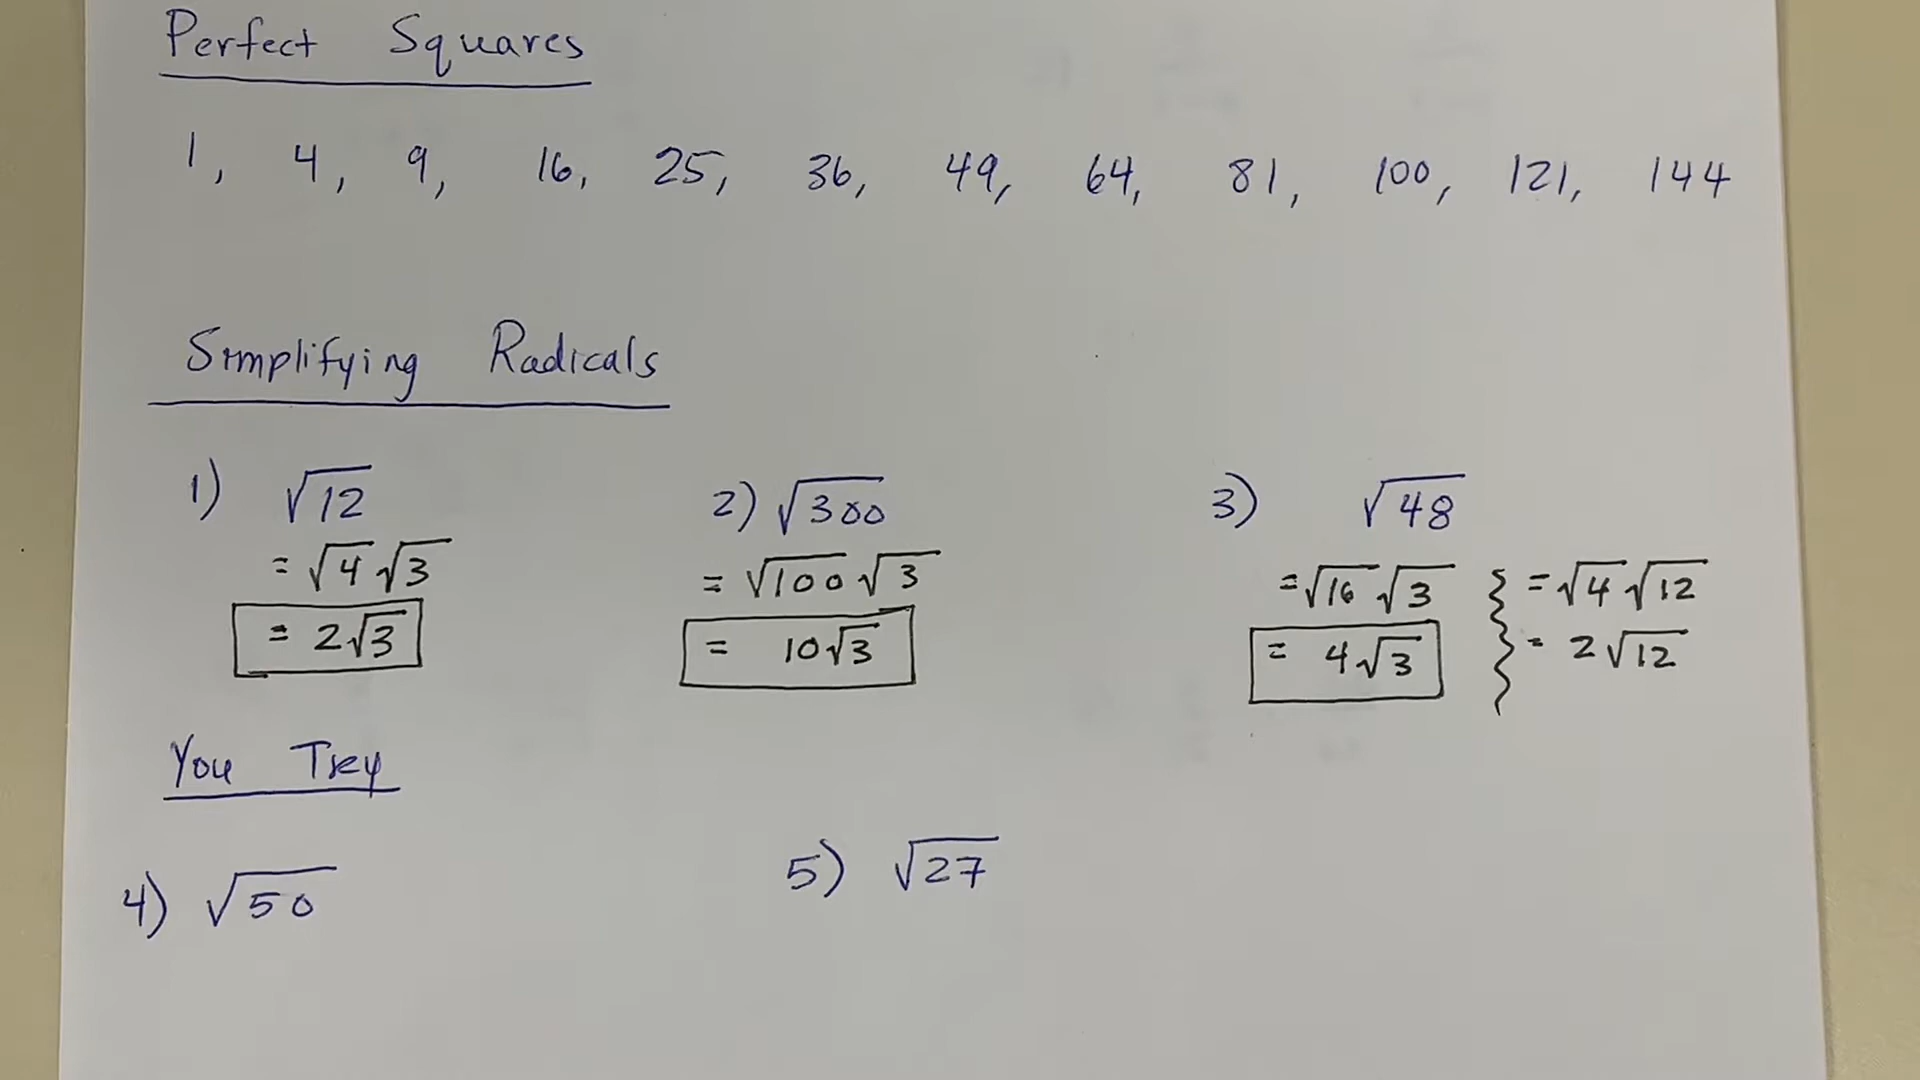 Perfect Squares
1, 4, 9, 16, 25, 36, 49, 64, 81, 100, 121, 144
Simplifying Radicals
1) √12
= √4 √3
= 2√3
2) √300
= √100 √3
= 10√3
3) √48
= √16 √3
= 4√3
= √4 √12
= 2√12
You Try
4) √50
5) √27